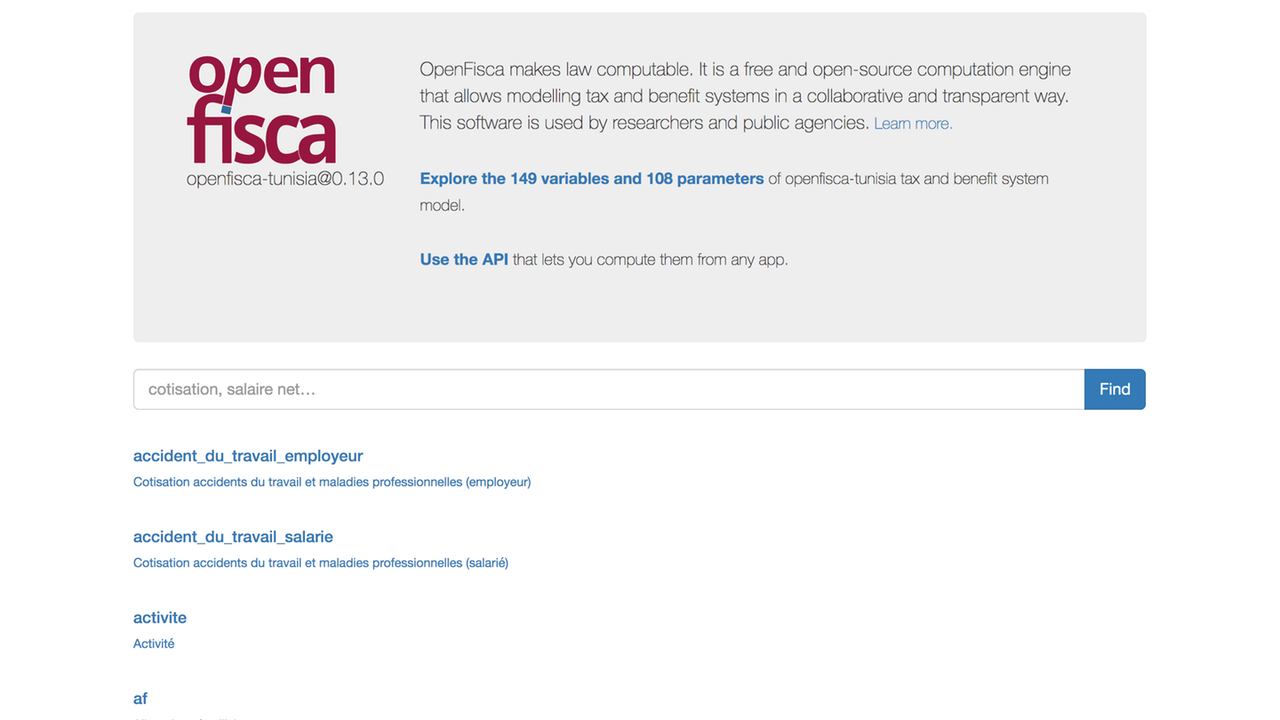 open
fisca
openfisca-tunisia@0.13.0
OpenFisca makes law computable. It is a free and open-source computation engine
that allows modelling tax and benefit systems in a collaborative and transparent way.
This software is used by researchers and public agencies. Learn more.
Explore the 149 variables and 108 parameters of openfisca-tunisia tax and benefit system
model.
Use the API that lets you compute them from any app.
cotisation, salaire net…
Find
accident_du_travail_employeur
Cotisation accidents du travail et maladies professionnelles (employeur)
accident_du_travail_salarie
Cotisation accidents du travail et maladies professionnelles (salarié)
activite
Activité
af